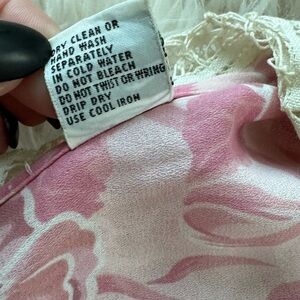 DRY CLEAN OR
HAND WASH
SEPARATELY
IN COLD WATER
DO NOT BLEACH
DO NOT TWIST OR WRING
DRIP DRY
USE COOL IRON